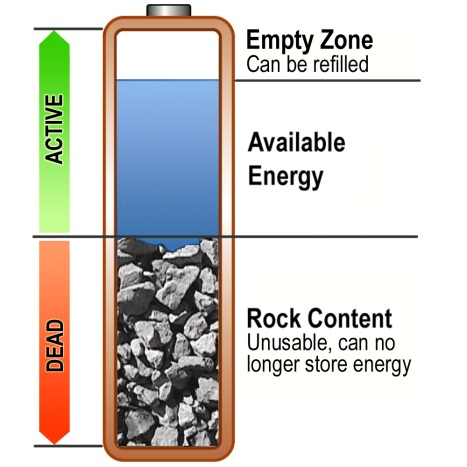 Empty Zone
Can be refilled
ACTIVE
Available
Energy
Rock Content
Unusable, can no
longer store energy
DEAD